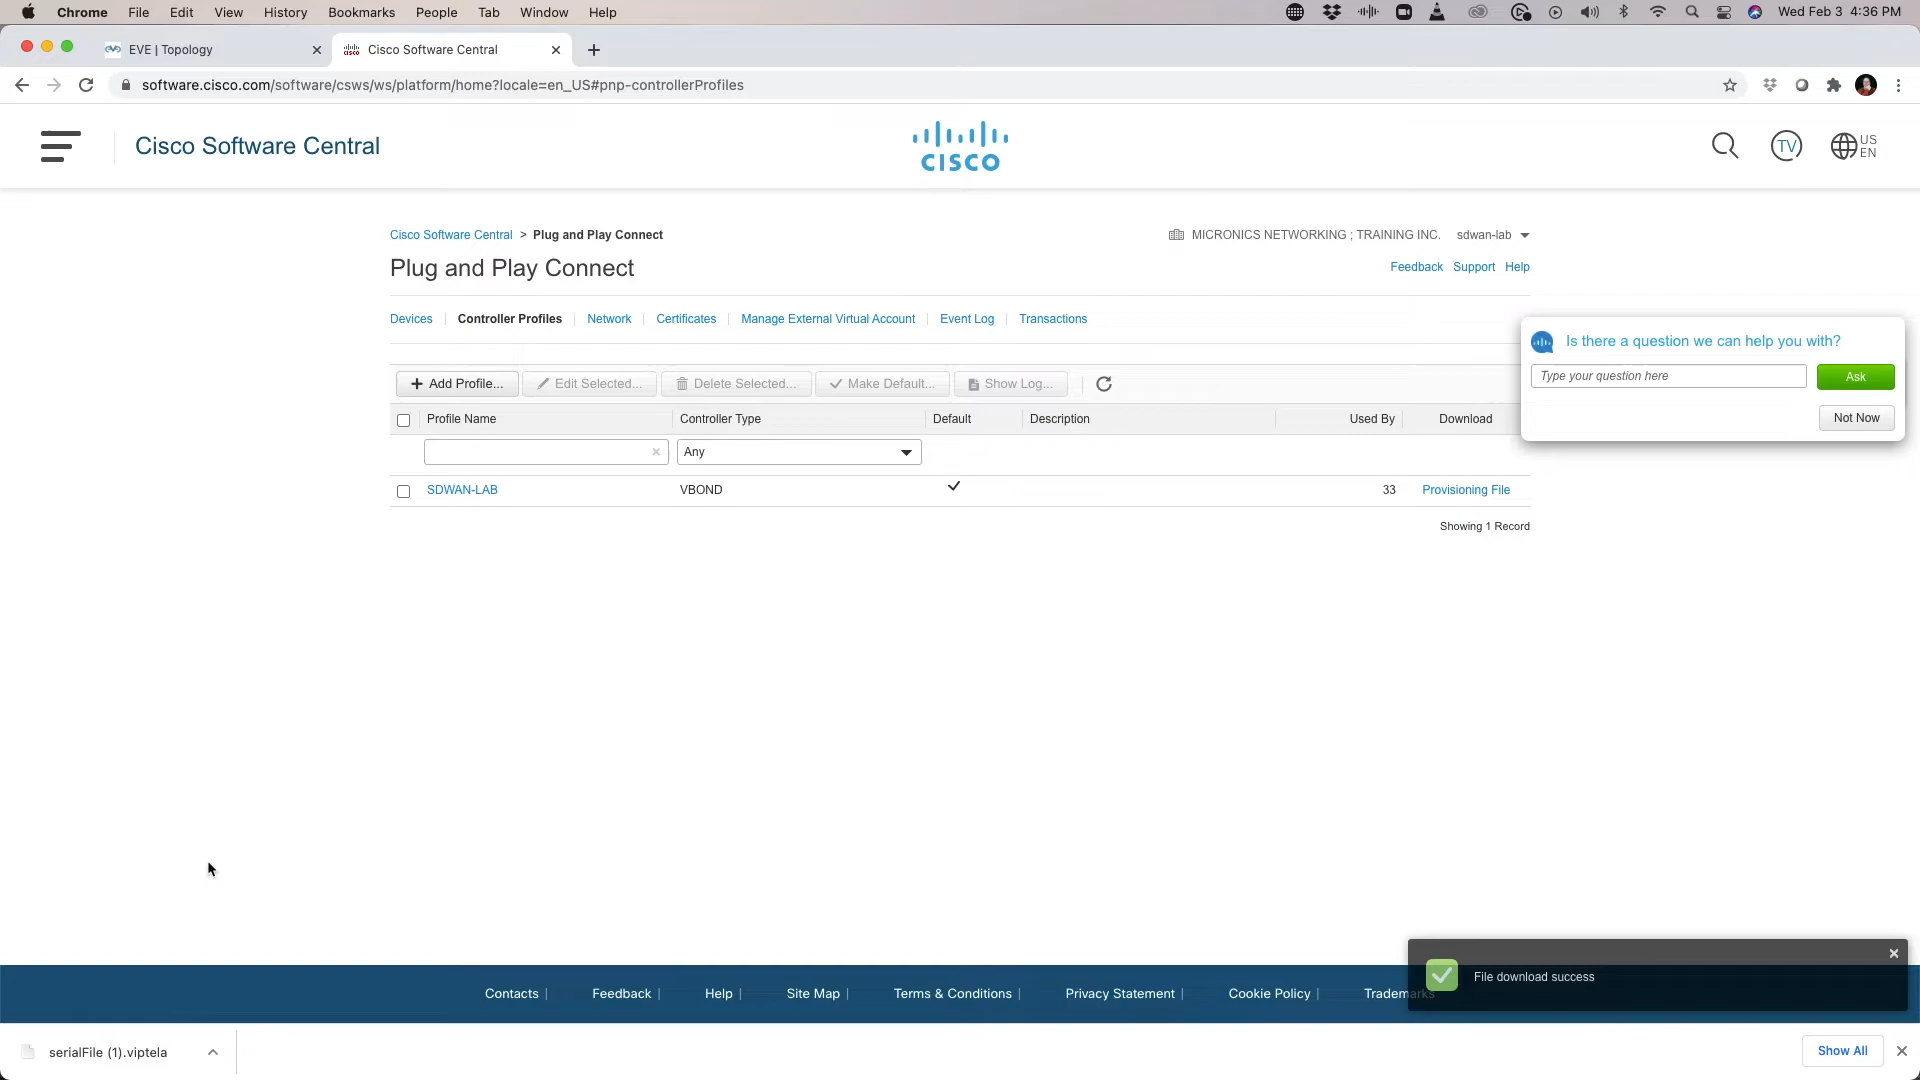 Chrome File Edit View History Bookmarks People Tab Window Help Wed Feb 3 4:36 PM
EVE | Topology Cisco Software Central
software.cisco.com/software/csws/ws/platform/home?locale=en_US#pnp-controllerProfiles
Cisco Software Central
CISCO
TV
US
EN
Cisco Software Central > Plug and Play Connect
MICRONICS NETWORKING ; TRAINING INC. sdwan-lab
Plug and Play Connect
Feedback Support Help
Devices Controller Profiles Network Certificates Manage External Virtual Account Event Log Transactions
Is there a question we can help you with?
Type your question here Ask
Not Now
Add Profile... Edit Selected... Delete Selected... Make Default... Show Log...
Profile Name Controller Type Default Description Used By Download
Any
SDWAN-LAB VBOND 33 Provisioning File
Showing 1 Record
File download success
Contacts | Feedback | Help | Site Map | Terms & Conditions | Privacy Statement | Cookie Policy | Trademarks
serialFile (1).viptela
Show All